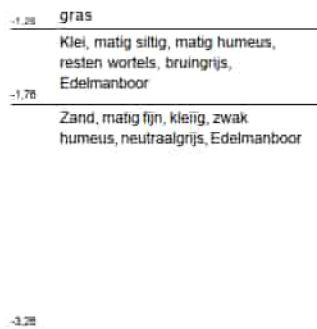 -1,26 gras
Klei, matig siltig, matig humeus,
resten wortels, bruingrijs,
Edelmanboor
-1,76
Zand, matig fijn, kleiig, zwak
humeus, neutraalgrijs, Edelmanboor
-3,26